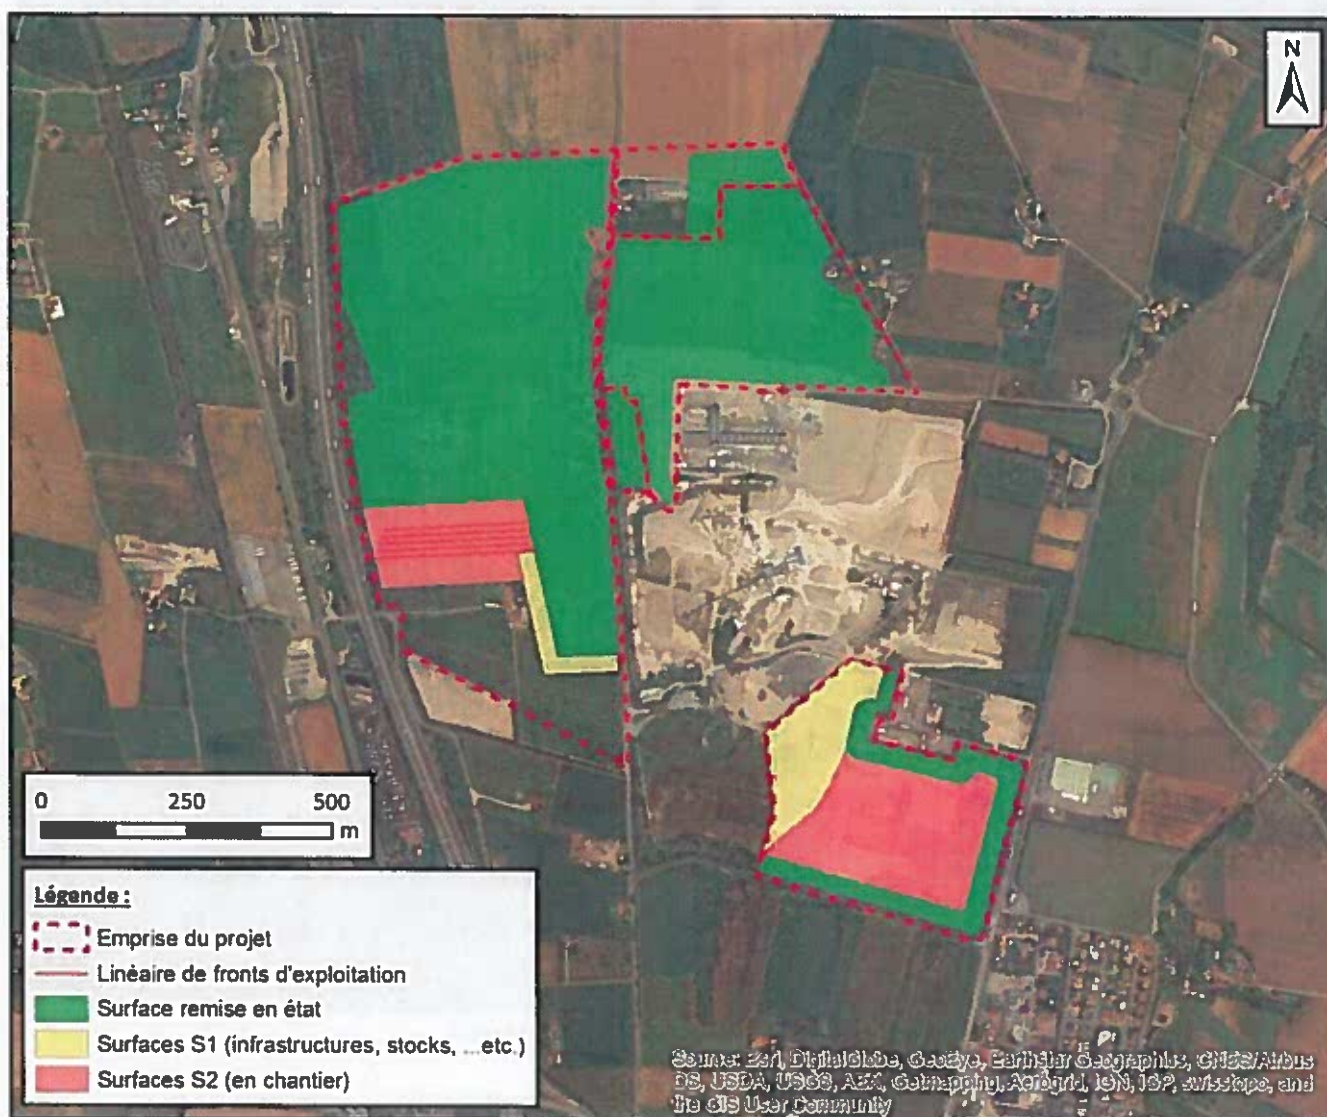 N
0 250 500
m
Légende :
Emprise du projet
Linéaire de fronts d'exploitation
Surface remise en état
Surfaces S1 (infrastructures, stocks, ...etc.)
Surfaces S2 (en chantier)
Source: Esri, DigitalGlobe, GeoEye, Earthstar Geographics, CNES/Airbus
DS, USDA, USGS, AEX, Getmapping, Aerogrid, IGN, IGP, swisstopo, and
the GIS User Community